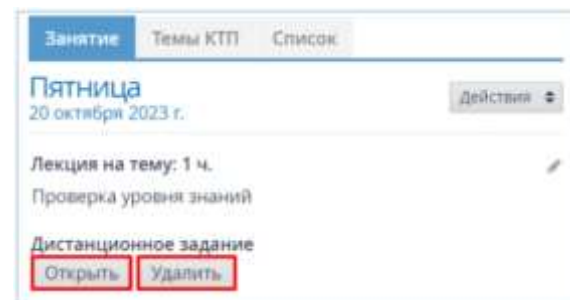 Занятие Темы КТП Список
Пятница
20 октября 2023 г.
Действия
Лекция на тему: 1 ч.
Проверка уровня знаний
Дистанционное задание
Открыть Удалить